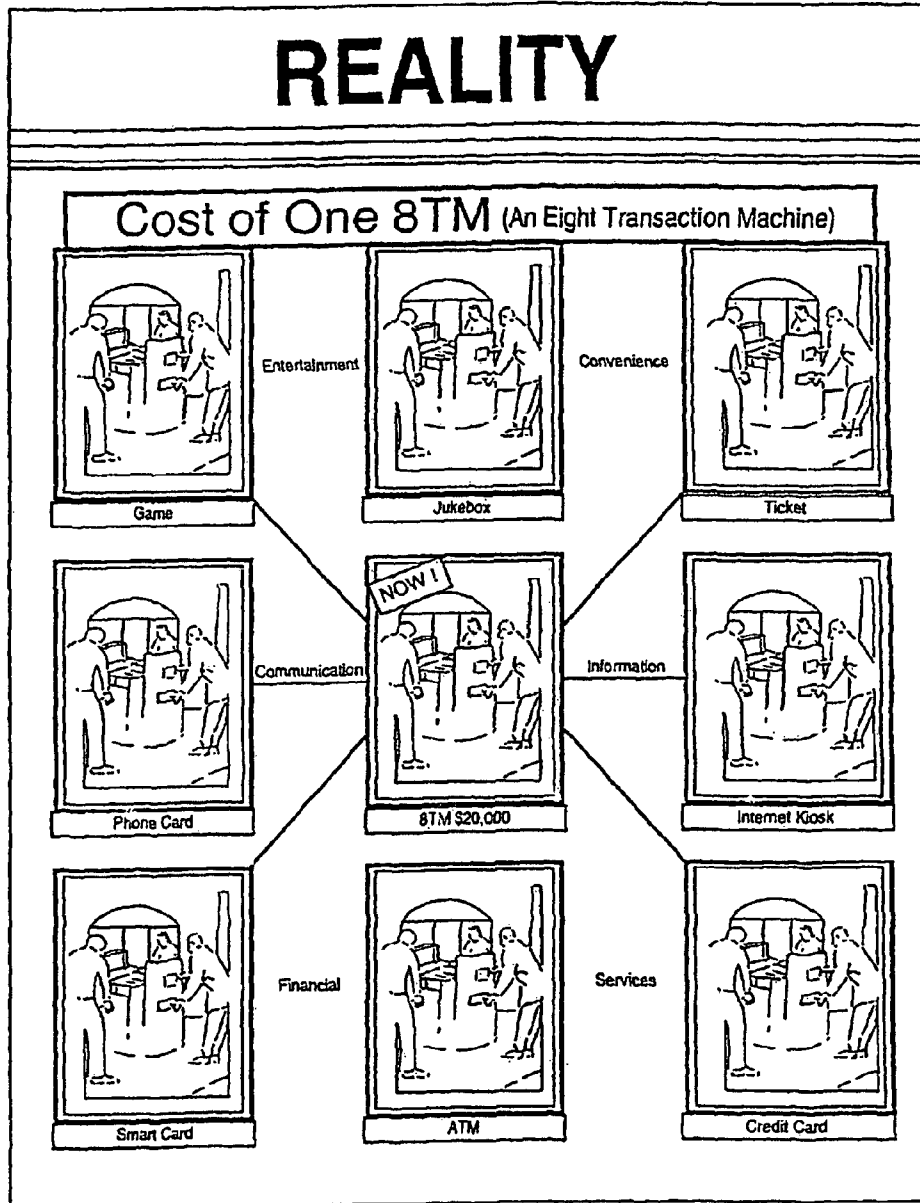 REALITY
Cost of One 8TM (An Eight Transaction Machine)
Entertainment
Convenience
Game
Jukebox
Ticket
NOW !
Communication
Information
Phone Card
8TM $20,000
Internet Kiosk
Financial
Services
Smart Card
ATM
Credit Card